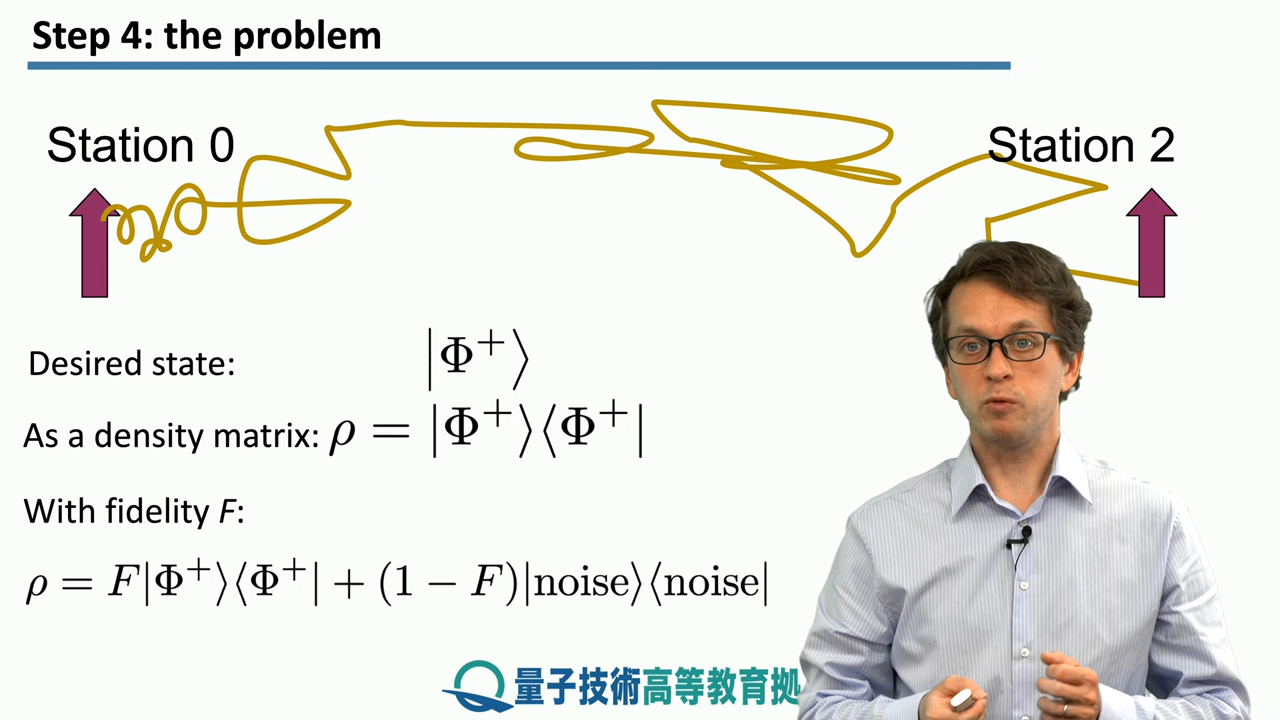 Step 4: the problem
Station 0
Station 2
Desired state: |Φ⁺⟩
As a density matrix: ρ = |Φ⁺⟩⟨Φ⁺|
With fidelity F:
ρ = F|Φ⁺⟩⟨Φ⁺| + (1 − F)|noise⟩⟨noise|
量子技術高等教育拠